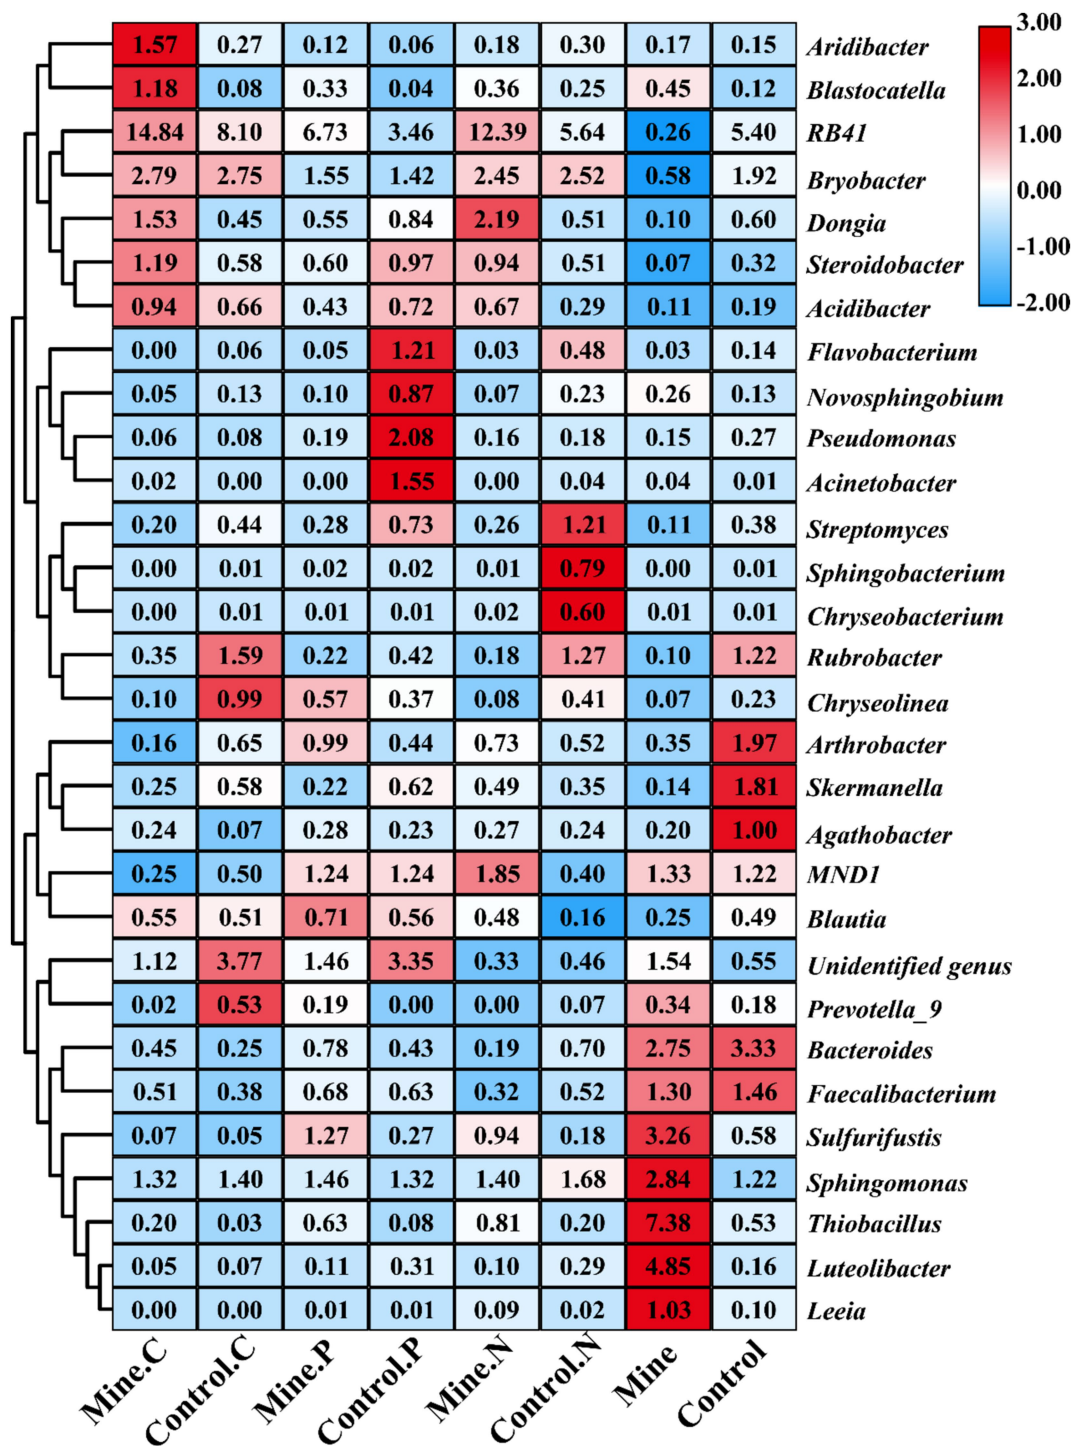 1.57 0.27 0.12 0.06 0.18 0.30 0.17 0.15 Aridibacter
1.18 0.08 0.33 0.04 0.36 0.25 0.45 0.12 Blastocatella
14.84 8.10 6.73 3.46 12.39 5.64 0.26 5.40 RB41
2.79 2.75 1.55 1.42 2.45 2.52 0.58 1.92 Bryobacter
1.53 0.45 0.55 0.84 2.19 0.51 0.10 0.60 Dongia
1.19 0.58 0.60 0.97 0.94 0.51 0.07 0.32 Steroidobacter
0.94 0.66 0.43 0.72 0.67 0.29 0.11 0.19 Acidibacter
0.00 0.06 0.05 1.21 0.03 0.48 0.03 0.14 Flavobacterium
0.05 0.13 0.10 0.87 0.07 0.23 0.26 0.13 Novosphingobium
0.06 0.08 0.19 2.08 0.16 0.18 0.15 0.27 Pseudomonas
0.02 0.00 0.00 1.55 0.00 0.04 0.04 0.01 Acinetobacter
0.20 0.44 0.28 0.73 0.26 1.21 0.11 0.38 Streptomyces
0.00 0.01 0.02 0.02 0.01 0.79 0.00 0.01 Sphingobacterium
0.00 0.01 0.01 0.01 0.02 0.60 0.01 0.01 Chryseobacterium
0.35 1.59 0.22 0.42 0.18 1.27 0.10 1.22 Rubrobacter
0.10 0.99 0.57 0.37 0.08 0.41 0.07 0.23 Chryseolinea
0.16 0.65 0.99 0.44 0.73 0.52 0.35 1.97 Arthrobacter
0.25 0.58 0.22 0.62 0.49 0.35 0.14 1.81 Skermanella
0.24 0.07 0.28 0.23 0.27 0.24 0.20 1.00 Agathobacter
0.25 0.50 1.24 1.24 1.85 0.40 1.33 1.22 MND1
0.55 0.51 0.71 0.56 0.48 0.16 0.25 0.49 Blautia
1.12 3.77 1.46 3.35 0.33 0.46 1.54 0.55 Unidentified genus
0.02 0.53 0.19 0.00 0.00 0.07 0.34 0.18 Prevotella_9
0.45 0.25 0.78 0.43 0.19 0.70 2.75 3.33 Bacteroides
0.51 0.38 0.68 0.63 0.32 0.52 1.30 1.46 Faecalibacterium
0.07 0.05 1.27 0.27 0.94 0.18 3.26 0.58 Sulfurifustis
1.32 1.40 1.46 1.32 1.40 1.68 2.84 1.22 Sphingomonas
0.20 0.03 0.63 0.08 0.81 0.20 7.38 0.53 Thiobacillus
0.05 0.07 0.11 0.31 0.10 0.29 4.85 0.16 Luteolibacter
0.00 0.00 0.01 0.01 0.09 0.02 1.03 0.10 Leeia
Mine.C Control.C Mine.P Control.P Mine.N Control.N Mine Control
3.00
2.00
1.00
0.00
-1.00
-2.00